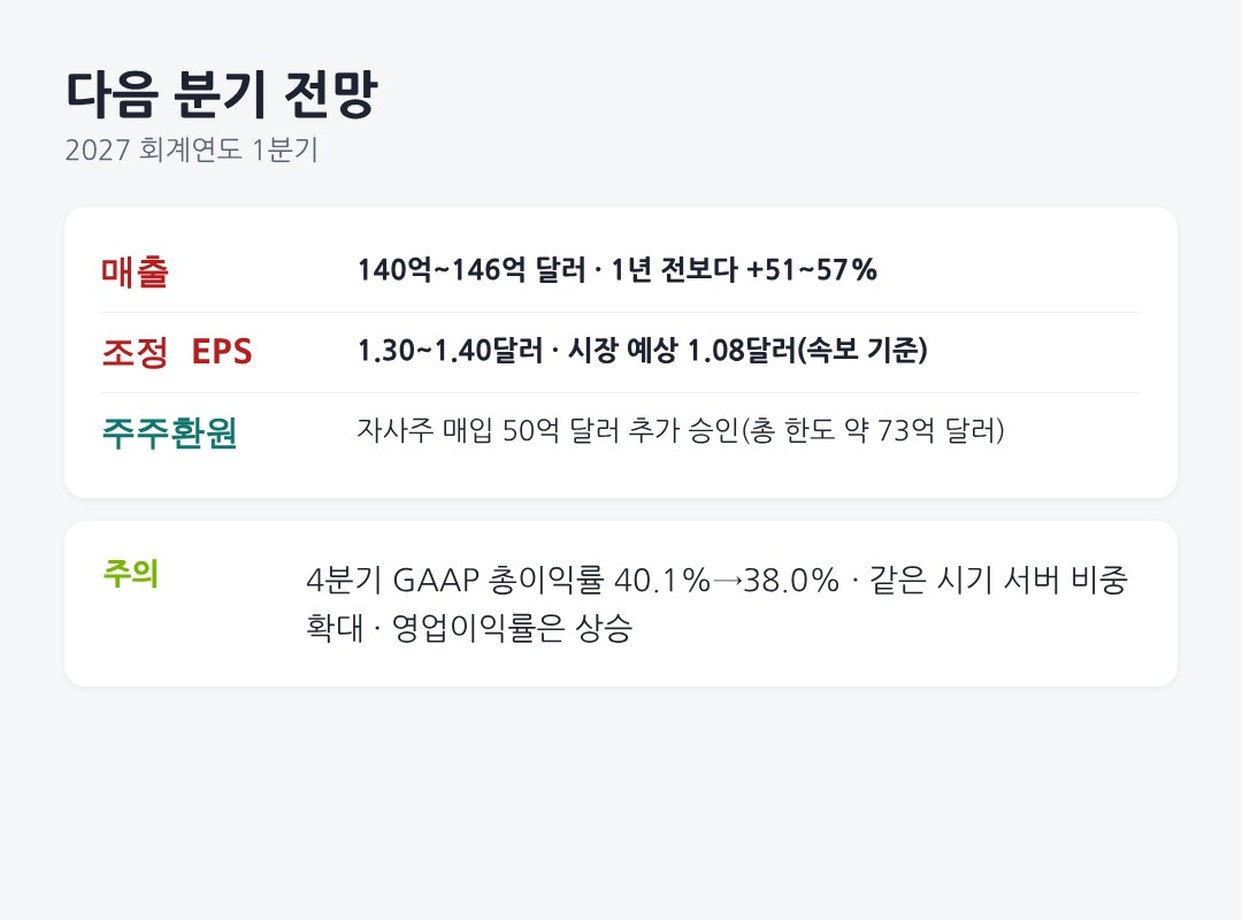 다음 분기 전망
2027 회계연도 1분기
매출 140억~146억 달러 · 1년 전보다 +51~57%
조정 EPS 1.30~1.40달러 · 시장 예상 1.08달러(속보 기준)
주주환원 자사주 매입 50억 달러 추가 승인(총 한도 약 73억 달러)
주의 4분기 GAAP 총이익률 40.1%→38.0% · 같은 시기 서버 비중
확대 · 영업이익률은 상승